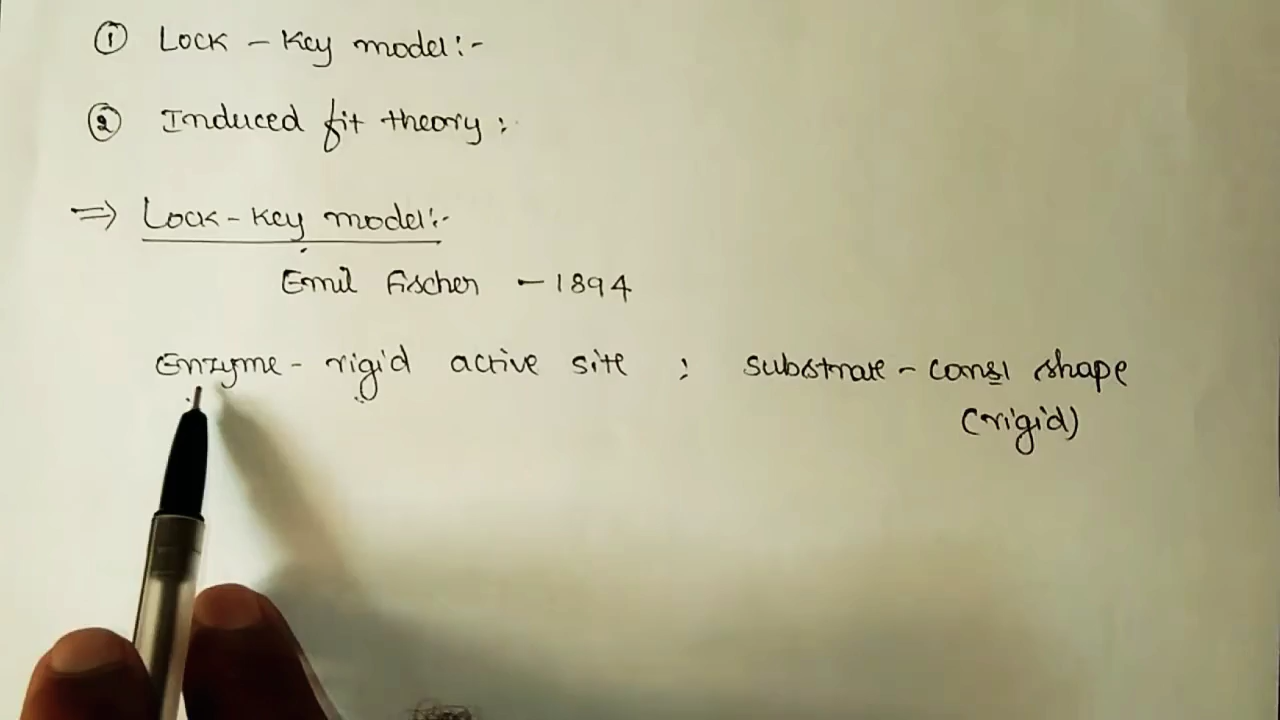 ① Lock - Key model:-
② Induced fit theory :
⇒ Lock-Key model:-
Emil Fischer - 1894
Enzyme - rigid active site ; substrate - shape
(rigid)